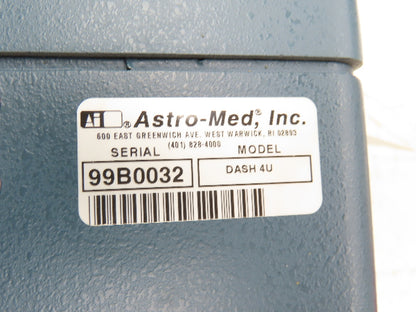 Astro-Med®, Inc.
600 EAST GREENWICH AVE. WEST WARWICK, RI 02893
(401) 828-4000
SERIAL MODEL
99B0032 DASH 4U